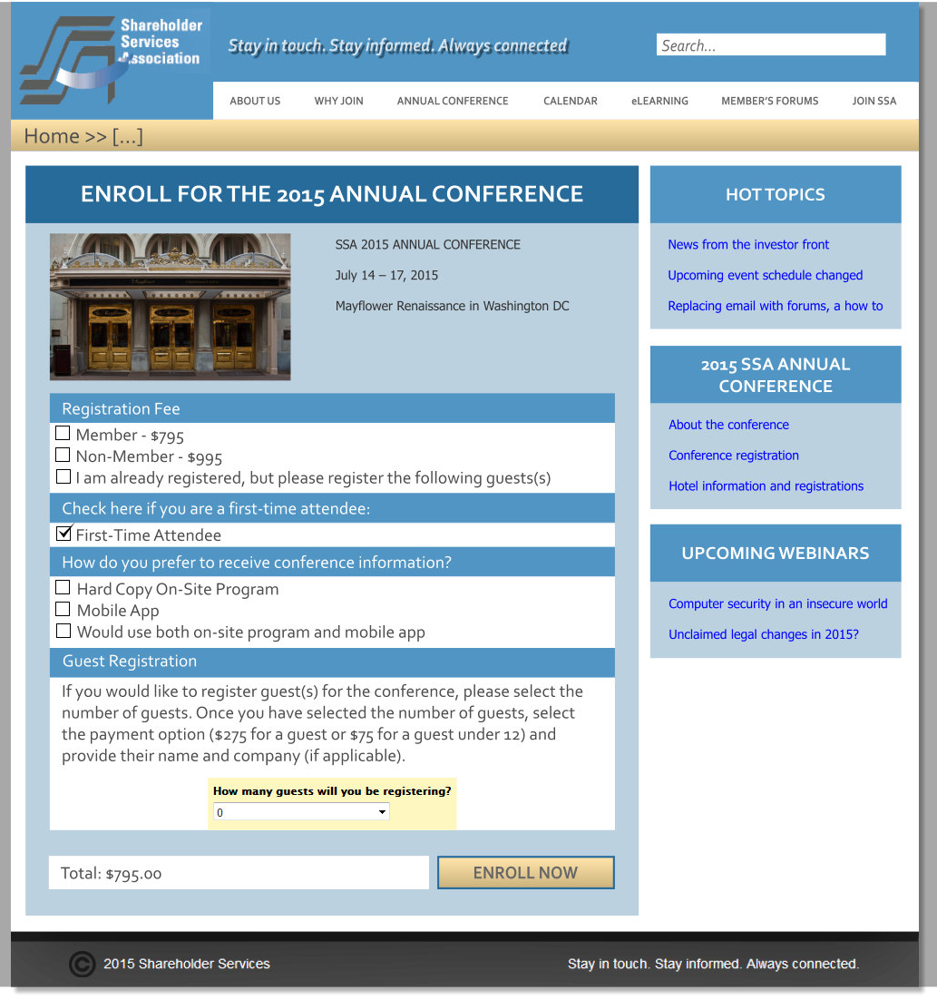 Shareholder
Services
Association
Stay in touch. Stay informed. Always connected
Search...
ABOUT US
WHY JOIN
ANNUAL CONFERENCE
CALENDAR
eLEARNING
MEMBER'S FORUMS
JOIN SSA
Home >> [...]
ENROLL FOR THE 2015 ANNUAL CONFERENCE
SSA 2015 ANNUAL CONFERENCE
July 14 – 17, 2015
Mayflower Renaissance in Washington DC
Registration Fee
Member - $795
Non-Member - $995
I am already registered, but please register the following guests(s)
Check here if you are a first-time attendee:
First-Time Attendee
How do you prefer to receive conference information?
Hard Copy On-Site Program
Mobile App
Would use both on-site program and mobile app
Guest Registration
If you would like to register guest(s) for the conference, please select the
number of guests. Once you have selected the number of guests, select
the payment option ($275 for a guest or $75 for a guest under 12) and
provide their name and company (if applicable).
How many guests will you be registering?
0
Total: $795.00
ENROLL NOW
HOT TOPICS
News from the investor front
Upcoming event schedule changed
Replacing email with forums, a how to
2015 SSA ANNUAL
CONFERENCE
About the conference
Conference registration
Hotel information and registrations
UPCOMING WEBINARS
Computer security in an insecure world
Unclaimed legal changes in 2015?
© 2015 Shareholder Services
Stay in touch. Stay informed. Always connected.